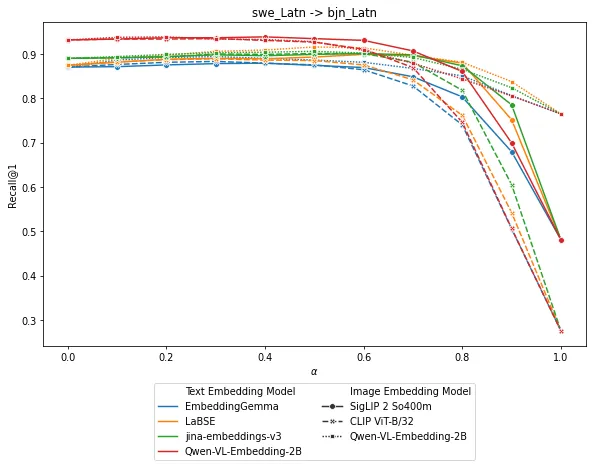 swe_Latn -> bjn_Latn
Recall@1
0.9
0.8
0.7
0.6
0.5
0.4
0.3
0.0 0.2 0.4 0.6 0.8 1.0
α
Text Embedding Model Image Embedding Model
EmbeddingGemma SigLIP 2 So400m
LaBSE CLIP ViT-B/32
jina-embeddings-v3 Qwen-VL-Embedding-2B
Qwen-VL-Embedding-2B